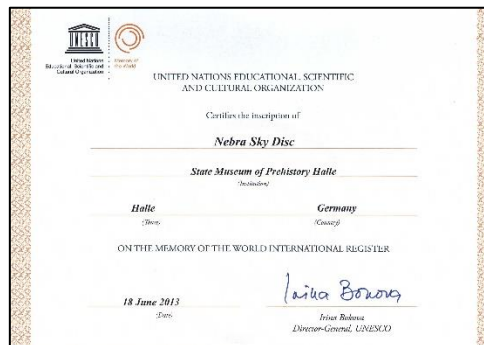 UNESCO
United Nations
Educational, Scientific and
Cultural Organization
Memory of
the World
UNITED NATIONS EDUCATIONAL, SCIENTIFIC
AND CULTURAL ORGANIZATION
Certifies the inscription of
Nebra Sky Disc
State Museum of Prehistory Halle
(Institution)
Halle Germany
(Town) (Country)
ON THE MEMORY OF THE WORLD INTERNATIONAL REGISTER
18 June 2013
(Date)
Irina Bokova
Irina Bokova
Director-General, UNESCO